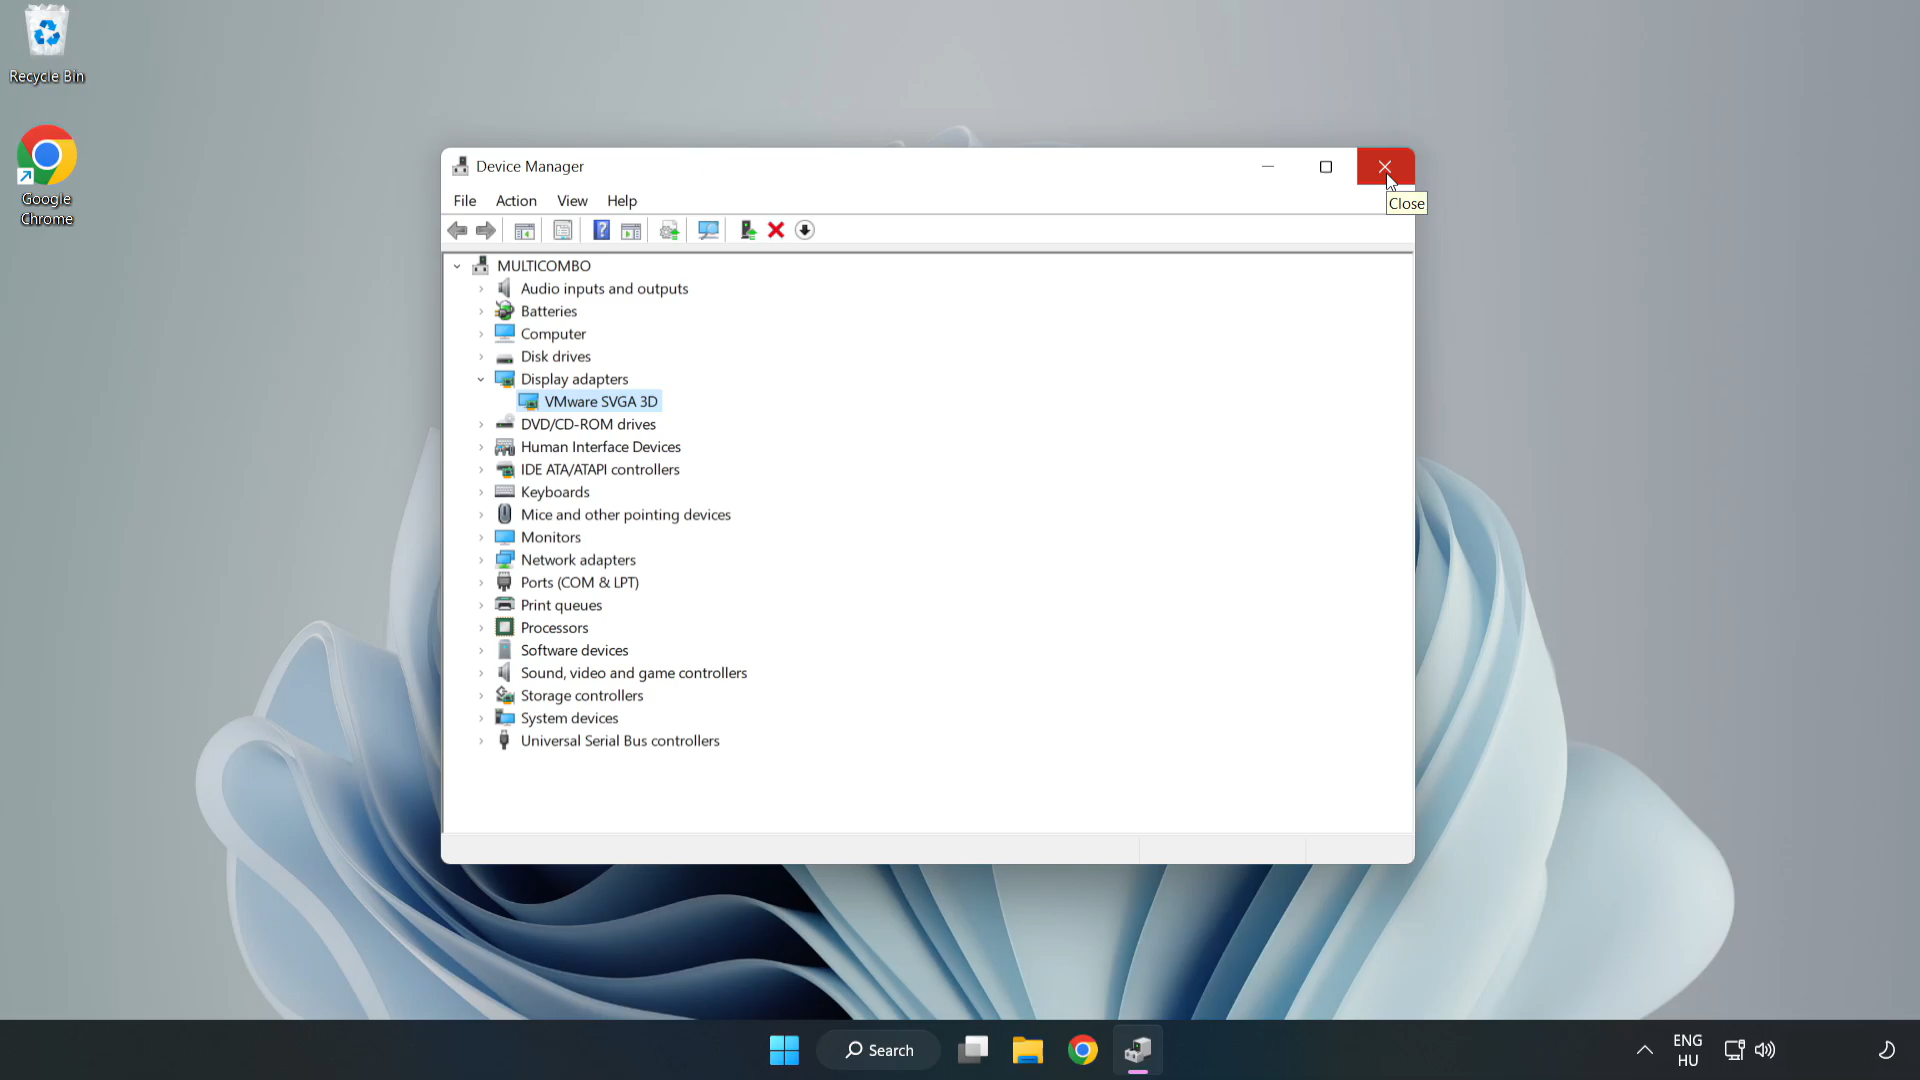 Recycle Bin
Google
Chrome
Device Manager
Close
File Action View Help
MULTICOMBO
Audio inputs and outputs
Batteries
Computer
Disk drives
Display adapters
VMware SVGA 3D
DVD/CD-ROM drives
Human Interface Devices
IDE ATA/ATAPI controllers
Keyboards
Mice and other pointing devices
Monitors
Network adapters
Ports (COM & LPT)
Print queues
Processors
Software devices
Sound, video and game controllers
Storage controllers
System devices
Universal Serial Bus controllers
Search
ENG
HU